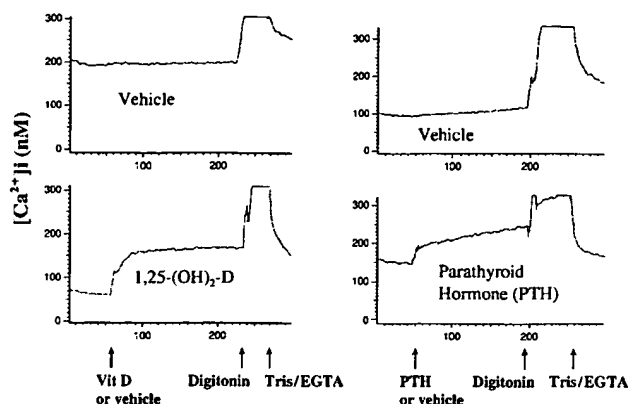 [Ca²⁺]i (nM)
300
200
100
0
Vehicle
100
200
300
200
100
0
Vehicle
200
300
200
100
0
1,25-(OH)₂-D
100
200
300
200
100
0
Parathyroid
Hormone (PTH)
100
200
Vit D
or vehicle
Digitonin
Tris/EGTA
PTH
or vehicle
Digitonin
Tris/EGTA